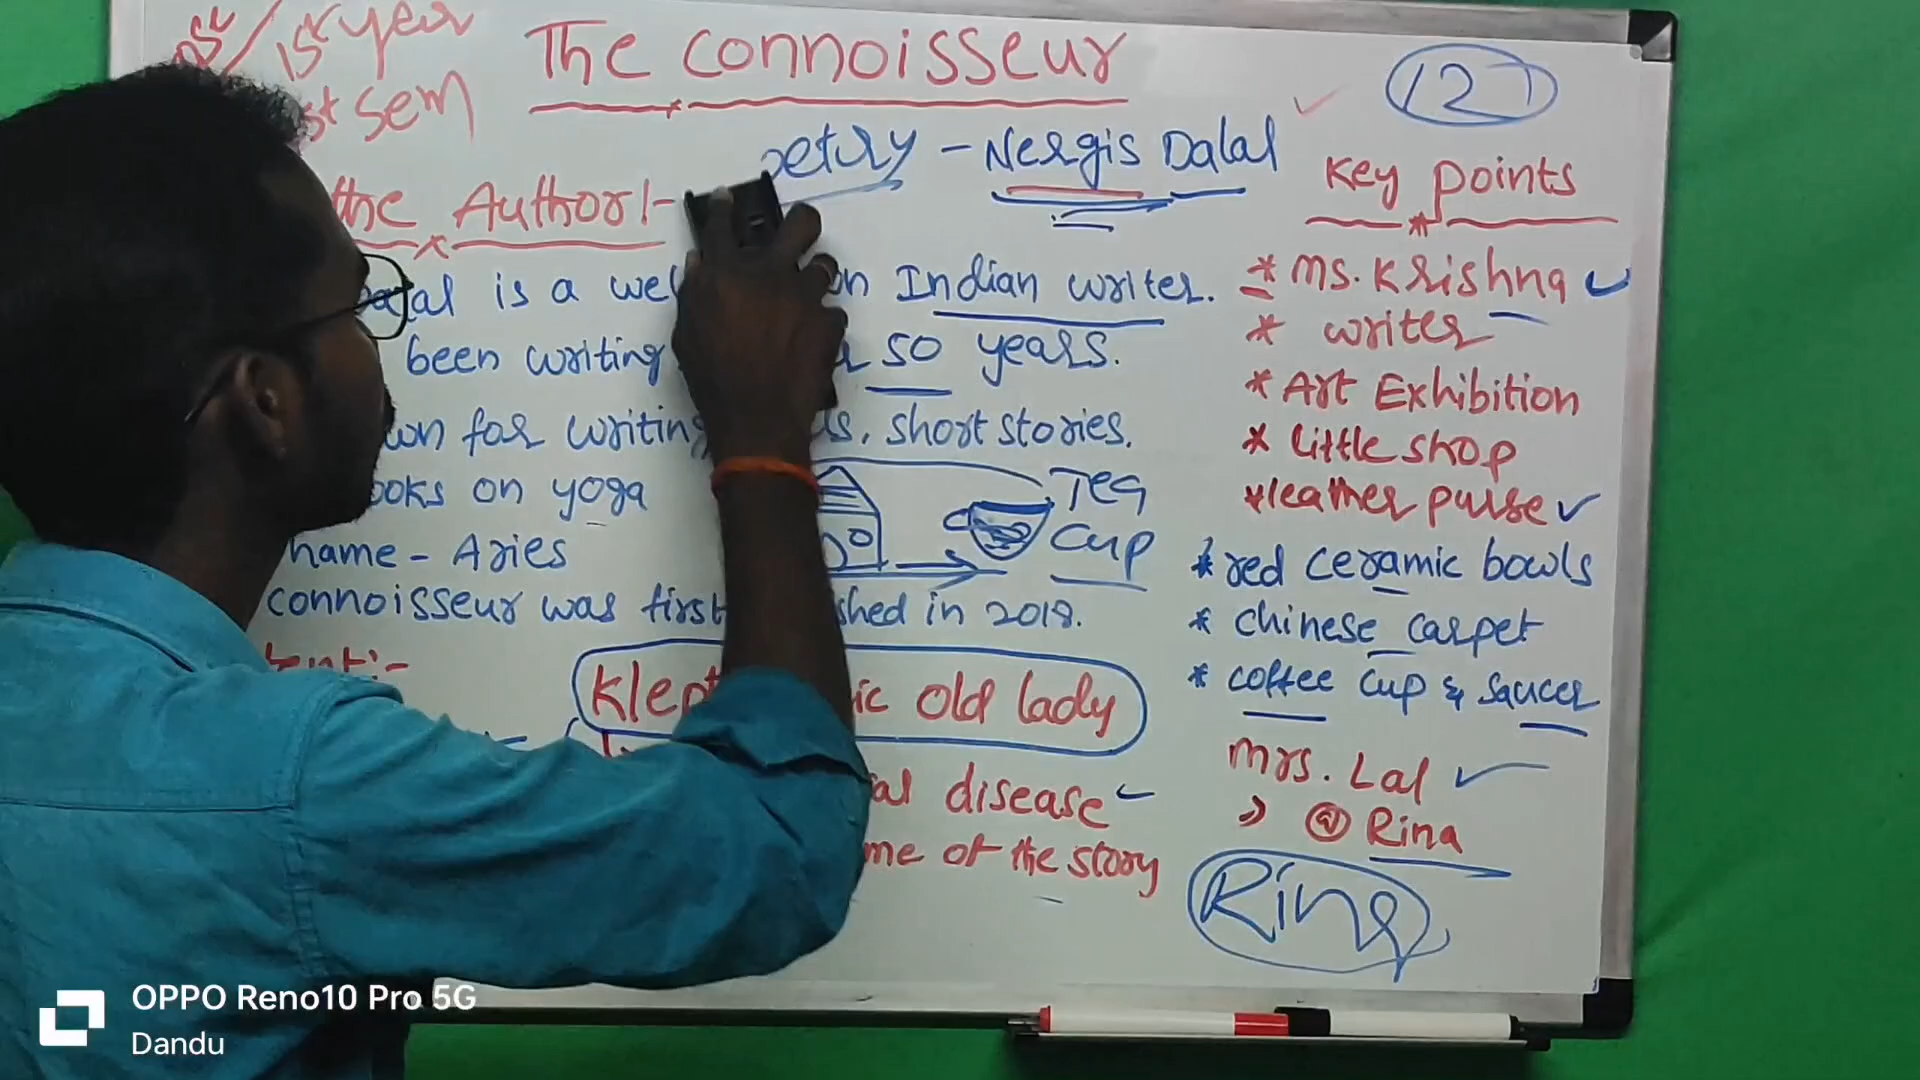 1st year
sem
The connoisseur
127
- Nergis Dalal
Key points
the Author :-
* Ms. Krishna
is a Indian writer.
* writer
been writing 50 years.
* Art Exhibition
for writing , short stories.
* little shop
Tea
Cup
on yoga
* leather purse
name - Aries
* red ceramic bowls
connoisseur was first in 2018.
* chinese carpet
old lady
* coffee cup & saucer
Mrs. Lal
disease
Rina
of the story
Ring
OPPO Reno10 Pro 5G
Dandu